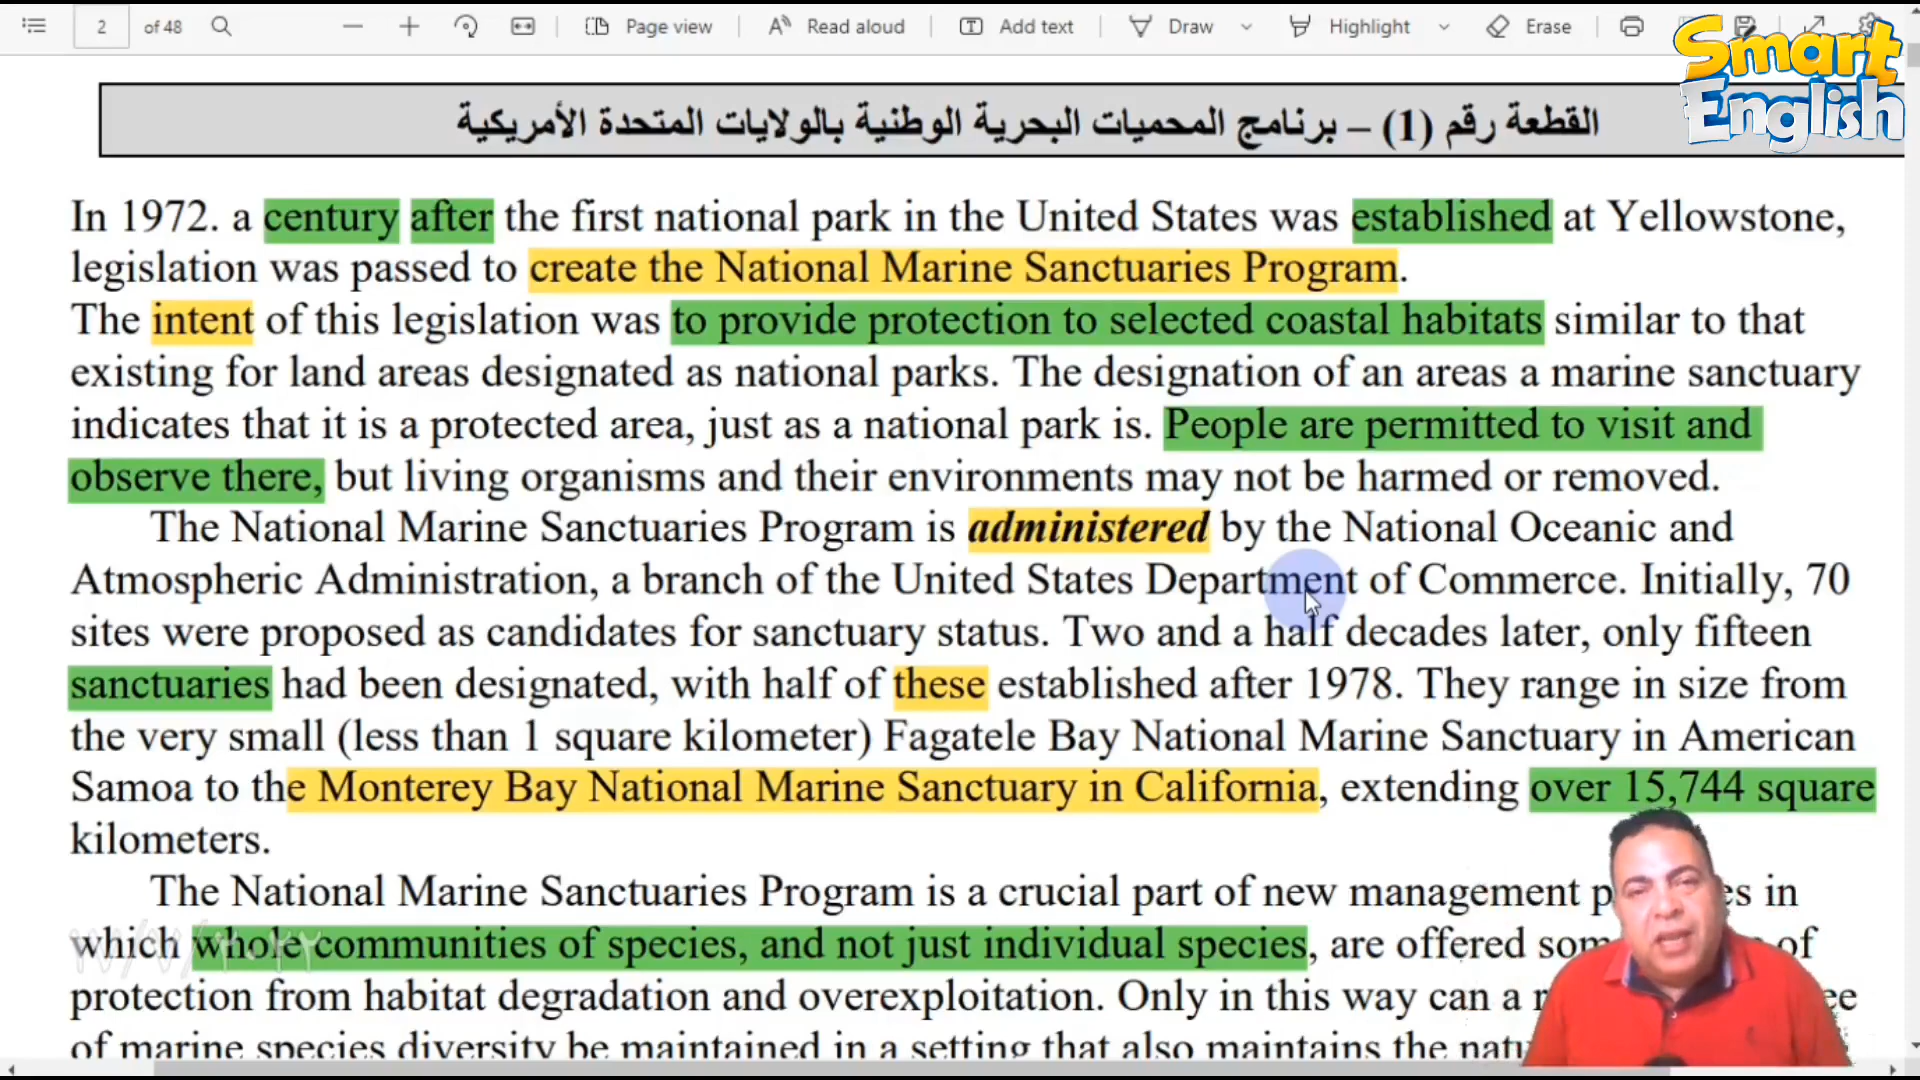 2 of 48 Page view Read aloud Add text Draw Highlight Erase
Smart
English
القطعة رقم (1) – برنامج المحميات البحرية الوطنية بالولايات المتحدة الأمريكية
In 1972. a century after the first national park in the United States was established at Yellowstone,
legislation was passed to create the National Marine Sanctuaries Program.
The intent of this legislation was to provide protection to selected coastal habitats similar to that
existing for land areas designated as national parks. The designation of an areas a marine sanctuary
indicates that it is a protected area, just as a national park is. People are permitted to visit and
observe there, but living organisms and their environments may not be harmed or removed.
The National Marine Sanctuaries Program is administered by the National Oceanic and
Atmospheric Administration, a branch of the United States Department of Commerce. Initially, 70
sites were proposed as candidates for sanctuary status. Two and a half decades later, only fifteen
sanctuaries had been designated, with half of these established after 1978. They range in size from
the very small (less than 1 square kilometer) Fagatele Bay National Marine Sanctuary in American
Samoa to the Monterey Bay National Marine Sanctuary in California, extending over 15,744 square
kilometers.
The National Marine Sanctuaries Program is a crucial part of new management in
which whole communities of species, and not just individual species, are offered of
protection from habitat degradation and overexploitation. Only in this way can a
of marine species diversity be maintained in a setting that also maintains the